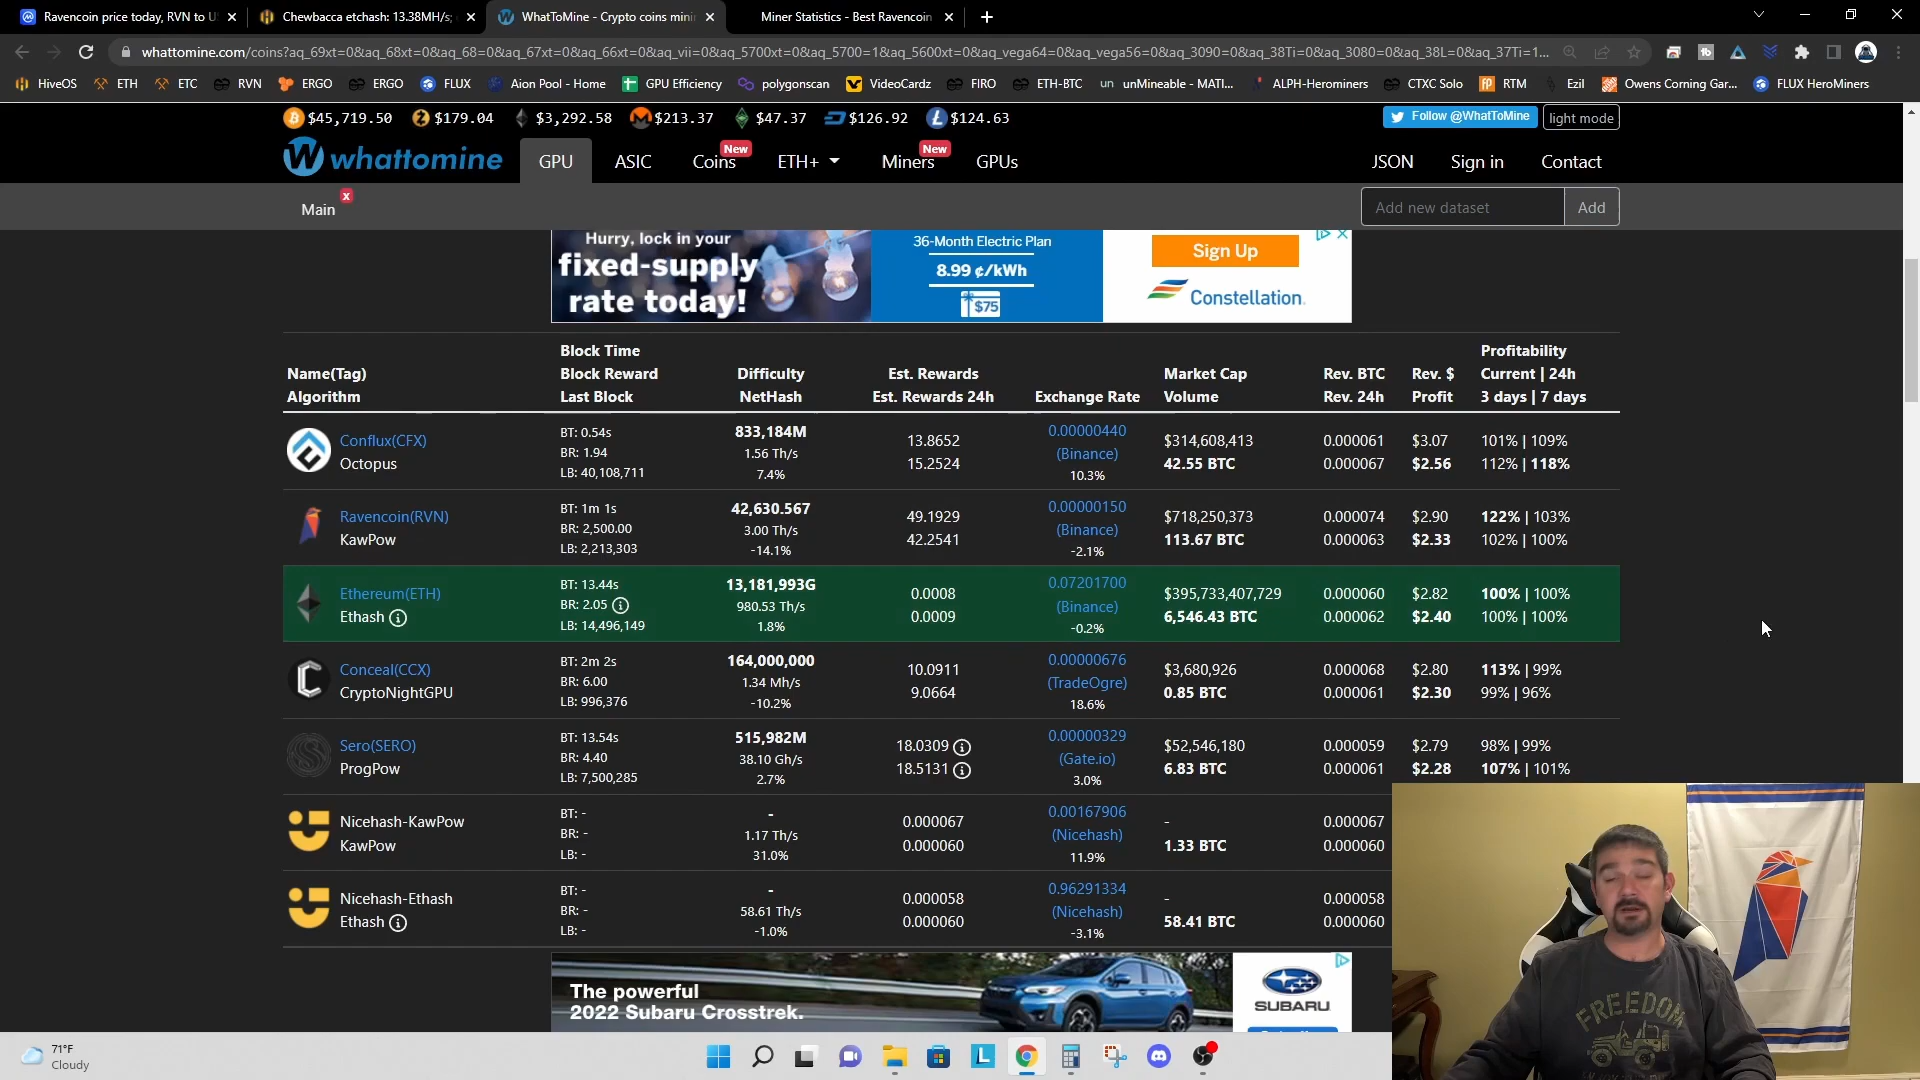 Ravencoin price today, RVN to U
Chewbacca etchash: 13.38MH/s;
WhatToMine - Crypto coins mini
Miner Statistics - Best Ravencoin
whattomine.com/coins?aq_69xt=0&aq_68xt=0&aq_68=0&aq_67xt=0&aq_66xt=0&aq_vii=0&aq_5700xt=0&aq_5700=1&aq_5600xt=0&aq_vega64=0&aq_vega56=0&aq_3090=0&aq_38Ti=0&aq_3080=0&aq_38L=0&aq_37Ti=1...
HiveOS ETH ETC RVN ERGO ERGO FLUX Aion Pool - Home GPU Efficiency polygonscan VideoCardz FIRO ETH-BTC un unMineable - MATI... ALPH-Herominers CTXC Solo RTM Ezil Owens Corning Gar... FLUX HeroMiners
$45,719.50 $179.04 $3,292.58 $213.37 $47.37 $126.92 $124.63 Follow @WhatToMine light mode
whattomine GPU ASIC Coins New ETH+ Miners New GPUs JSON Sign in Contact
Main x Add new dataset Add
Hurry, lock in your
fixed-supply
rate today!
36-Month Electric Plan
8.99 ¢/kWh
$75
Sign Up
Constellation.
Name(Tag)
Algorithm
Block Time
Block Reward
Last Block
Difficulty
NetHash
Est. Rewards
Est. Rewards 24h
Exchange Rate
Market Cap
Volume
Rev. BTC
Rev. 24h
Rev. $
Profit
Profitability
Current | 24h
3 days | 7 days
Conflux(CFX)
Octopus
BT: 0.54s
BR: 1.94
LB: 40,108,711
833,184M
1.56 Th/s
7.4%
13.8652
15.2524
0.00000440
(Binance)
10.3%
$314,608,413
42.55 BTC
0.000061
0.000067
$3.07
$2.56
101% | 109%
112% | 118%
Ravencoin(RVN)
KawPow
BT: 1m 1s
BR: 2,500.00
LB: 2,213,303
42,630.567
3.00 Th/s
-14.1%
49.1929
42.2541
0.00000150
(Binance)
-2.1%
$718,250,373
113.67 BTC
0.000074
0.000063
$2.90
$2.33
122% | 103%
102% | 100%
Ethereum(ETH)
Ethash
BT: 13.44s
BR: 2.05
LB: 14,496,149
13,181,993G
980.53 Th/s
1.8%
0.0008
0.0009
0.07201700
(Binance)
-0.2%
$395,733,407,729
6,546.43 BTC
0.000060
0.000062
$2.82
$2.40
100% | 100%
100% | 100%
Conceal(CCX)
CryptoNightGPU
BT: 2m 2s
BR: 6.00
LB: 996,376
164,000,000
1.34 Mh/s
-10.2%
10.0911
9.0664
0.00000676
(TradeOgre)
18.6%
$3,680,926
0.85 BTC
0.000068
0.000061
$2.80
$2.30
113% | 99%
99% | 96%
Sero(SERO)
ProgPow
BT: 13.54s
BR: 4.40
LB: 7,500,285
515,982M
38.10 Gh/s
2.7%
18.0309
18.5131
0.00000329
(Gate.io)
3.0%
$52,546,180
6.83 BTC
0.000059
0.000061
$2.79
$2.28
98% | 99%
107% | 101%
Nicehash-KawPow
KawPow
BT: -
BR: -
LB: -
-
1.17 Th/s
31.0%
0.000067
0.000060
0.00167906
(Nicehash)
11.9%
-
1.33 BTC
0.000067
0.000060
Nicehash-Ethash
Ethash
BT: -
BR: -
LB: -
-
58.61 Th/s
-1.0%
0.000058
0.000060
0.96291334
(Nicehash)
-3.1%
-
58.41 BTC
0.000058
0.000060
The powerful
2022 Subaru Crosstrek.
SUBARU
FREEDOM
71°F
Cloudy